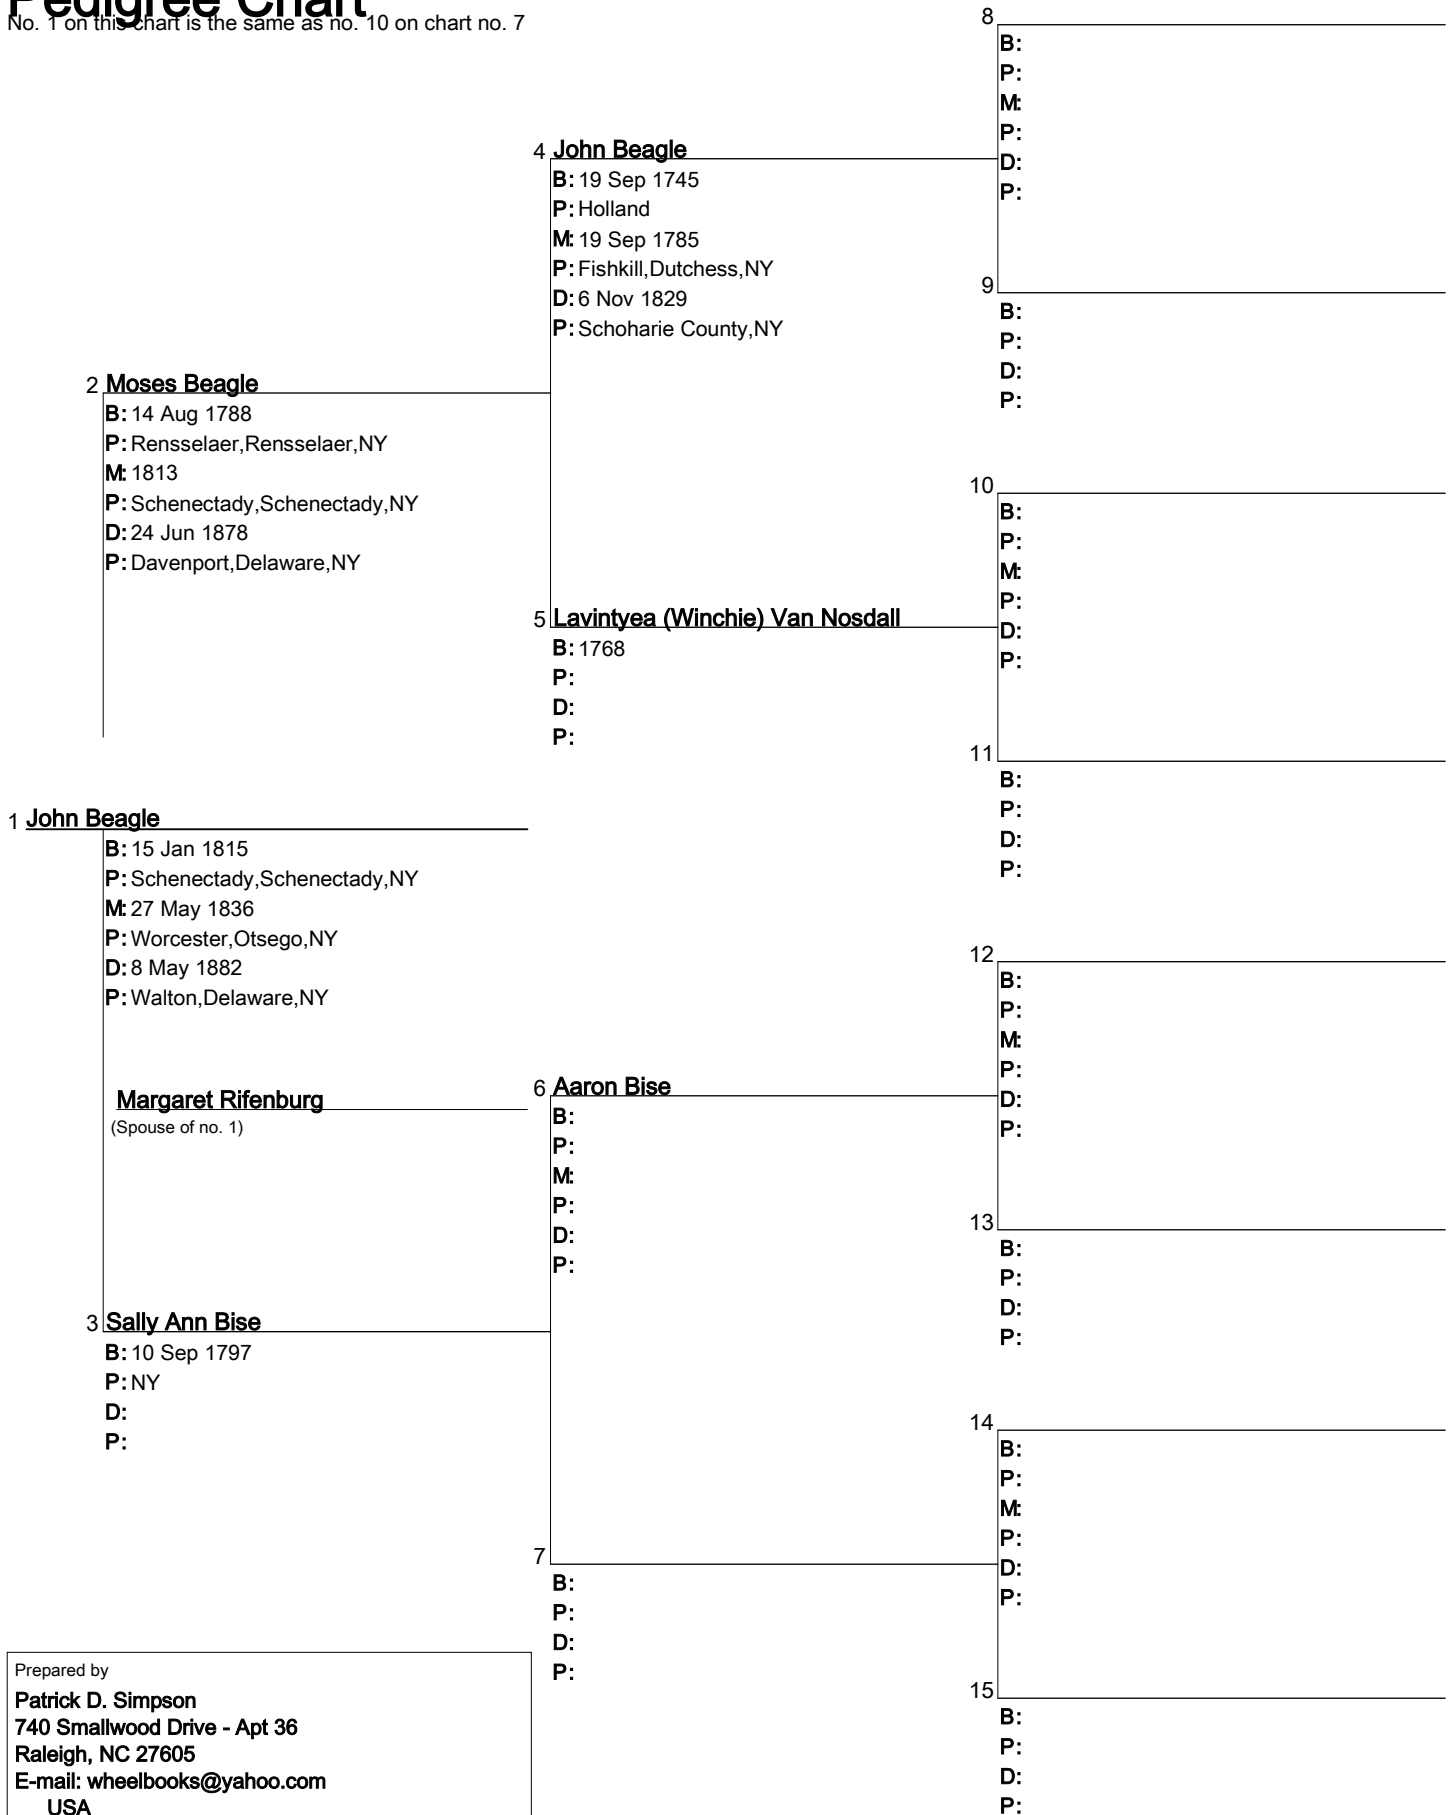 Pedigree Chart
No. 1 on this chart is the same as no. 10 on chart no. 7
1 John Beagle
B: 15 Jan 1815
P: Schenectady,Schenectady,NY
M: 27 May 1836
P: Worcester,Otsego,NY
D: 8 May 1882
P: Walton,Delaware,NY
Margaret Rifenburg
(Spouse of no. 1)
2 Moses Beagle
B: 14 Aug 1788
P: Rensselaer,Rensselaer,NY
M: 1813
P: Schenectady,Schenectady,NY
D: 24 Jun 1878
P: Davenport,Delaware,NY
3 Sally Ann Bise
B: 10 Sep 1797
P: NY
D:
P:
4 John Beagle
B: 19 Sep 1745
P: Holland
M: 19 Sep 1785
P: Fishkill,Dutchess,NY
D: 6 Nov 1829
P: Schoharie County,NY
5 Lavintyea (Winchie) Van Nosdall
B: 1768
P:
D:
P:
6 Aaron Bise
B:
P:
M:
P:
D:
P:
7
B:
P:
D:
P:
8
B:
P:
M:
P:
D:
P:
9
B:
P:
D:
P:
10
B:
P:
M:
P:
D:
P:
11
B:
P:
D:
P:
12
B:
P:
M:
P:
D:
P:
13
B:
P:
D:
P:
14
B:
P:
M:
P:
D:
P:
15
B:
P:
D:
P:
Prepared by
Patrick D. Simpson
740 Smallwood Drive - Apt 36
Raleigh, NC 27605
E-mail: wheelbooks@yahoo.com
USA